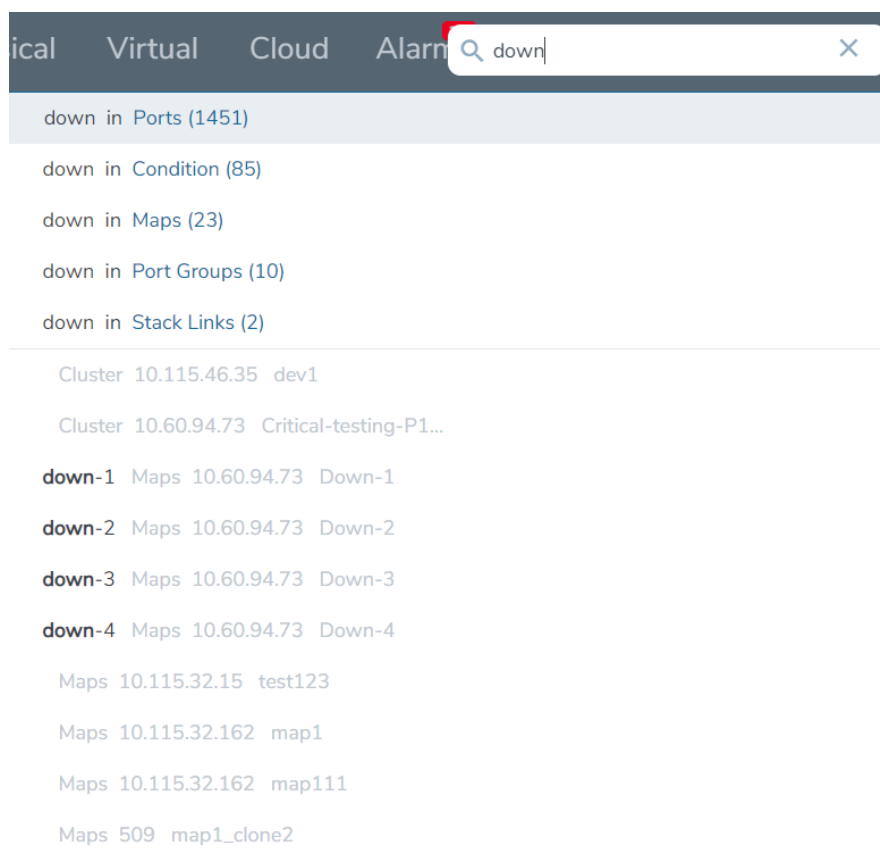 ical Virtual Cloud Alarm down
down in Ports (1451)
down in Condition (85)
down in Maps (23)
down in Port Groups (10)
down in Stack Links (2)
Cluster 10.115.46.35 dev1
Cluster 10.60.94.73 Critical-testing-P1...
down-1 Maps 10.60.94.73 Down-1
down-2 Maps 10.60.94.73 Down-2
down-3 Maps 10.60.94.73 Down-3
down-4 Maps 10.60.94.73 Down-4
Maps 10.115.32.15 test123
Maps 10.115.32.162 map1
Maps 10.115.32.162 map111
Maps 509 map1_clone2